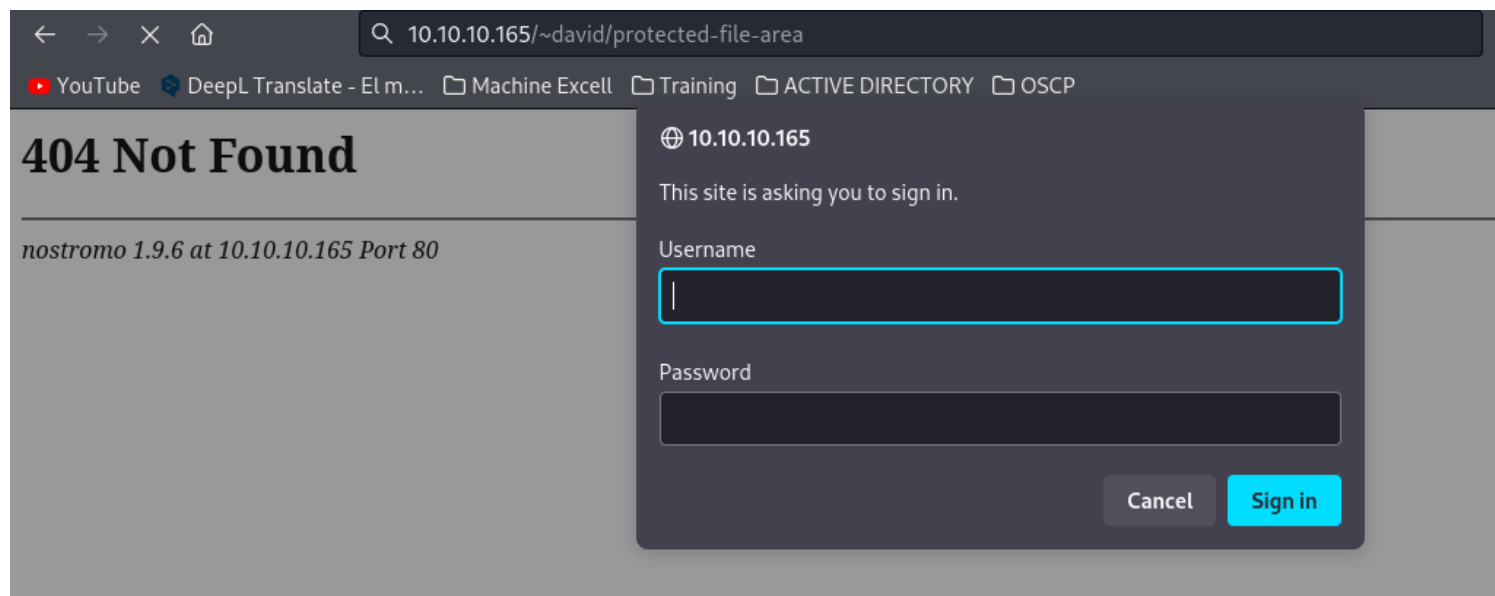 10.10.10.165/~david/protected-file-area
YouTube DeepL Translate - El m... Machine Excell Training ACTIVE DIRECTORY OSCP
404 Not Found
nostromo 1.9.6 at 10.10.10.165 Port 80
10.10.10.165
This site is asking you to sign in.
Username
Password
Cancel Sign in